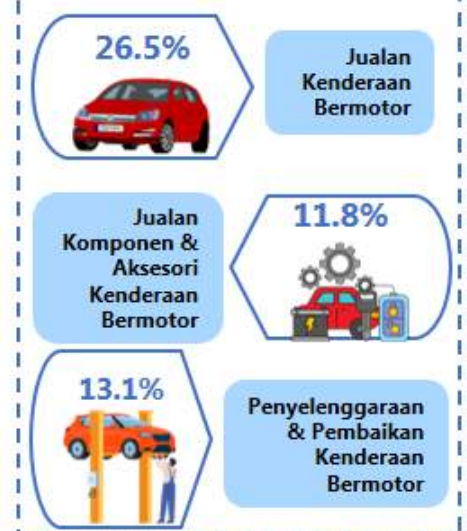 26.5%
Jualan
Kenderaan
Bermotor
Jualan
Komponen &
Aksesori
Kenderaan
Bermotor
11.8%
13.1%
Penyelenggaraan
& Pembaikan
Kenderaan
Bermotor